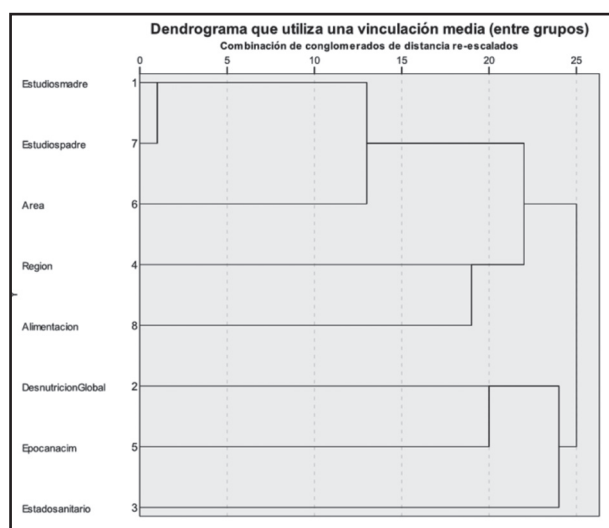 Dendrograma que utiliza una vinculación media (entre grupos)
Combinación de conglomerados de distancia re-escalados
0 5 10 15 20 25
Estudiosmadre 1
Estudiospadre 7
Area 6
Region 4
Alimentacion 8
DesnutricionGlobal 2
Epocanacim 5
Estadosanitario 3